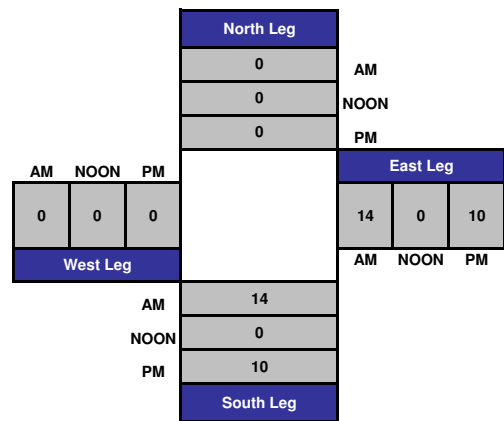 North Leg
0 AM
0 NOON
0 PM
AM NOON PM East Leg
0 0 0 14 0 10
West Leg AM NOON PM
AM 14
NOON 0
PM 10
South Leg